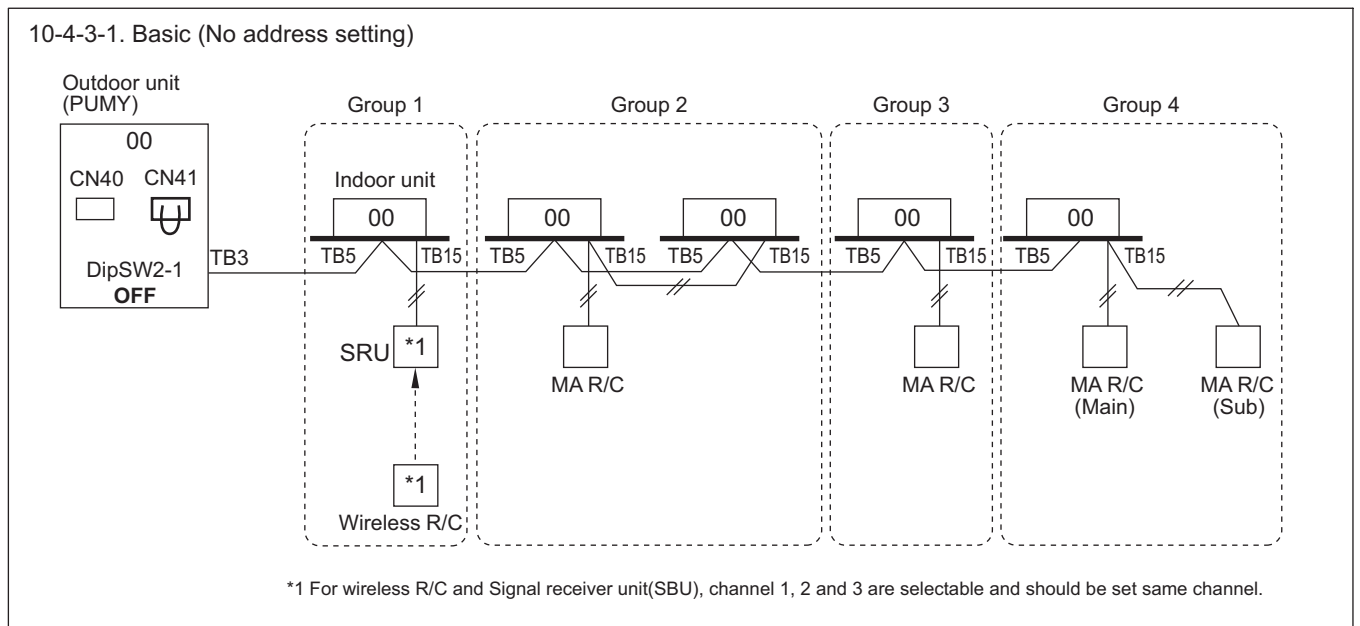 10-4-3-1. Basic (No address setting)
Outdoor unit
(PUMY)
00
CN40 CN41
DipSW2-1
OFF
TB3
Group 1
Indoor unit
00
TB5 TB15
SRU *1
*1
Wireless R/C
Group 2
00 00
TB5 TB15 TB5 TB15
MA R/C
Group 3
00
TB5 TB15
MA R/C
Group 4
00
TB5 TB15
MA R/C
(Main)
MA R/C
(Sub)
*1 For wireless R/C and Signal receiver unit(SBU), channel 1, 2 and 3 are selectable and should be set same channel.